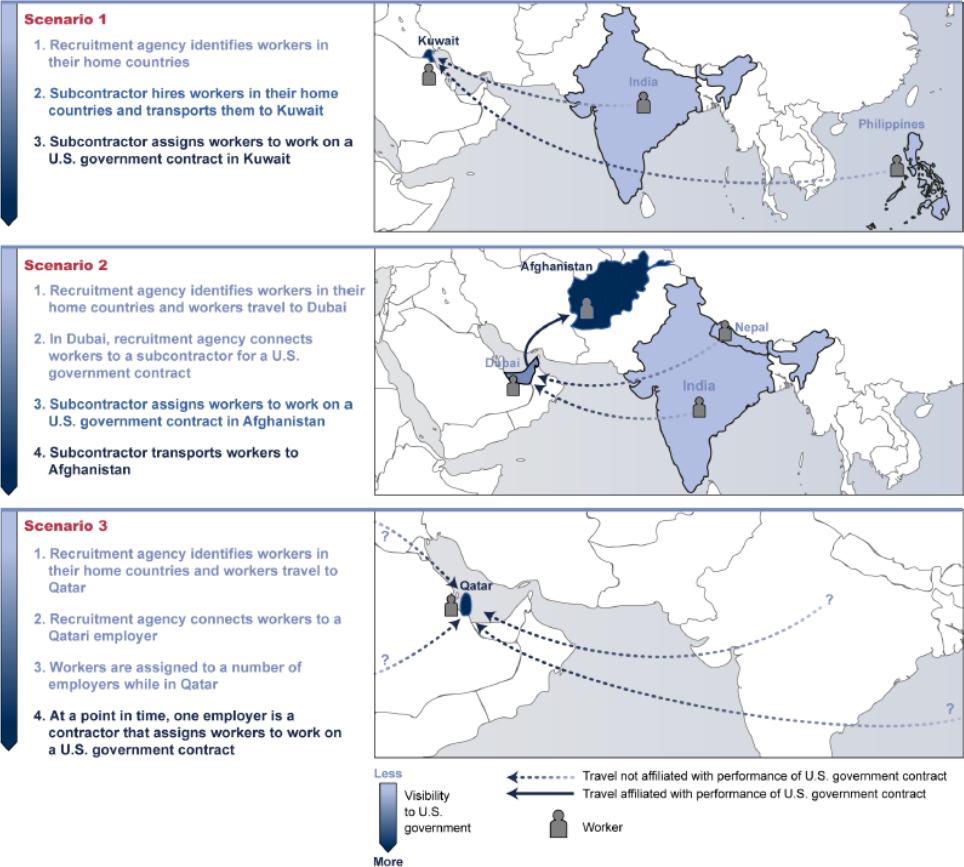 Scenario 1
1. Recruitment agency identifies workers in
their home countries
2. Subcontractor hires workers in their home
countries and transports them to Kuwait
3. Subcontractor assigns workers to work on a
U.S. government contract in Kuwait
Kuwait
India
Philippines
Scenario 2
1. Recruitment agency identifies workers in their
home countries and workers travel to Dubai
2. In Dubai, recruitment agency connects
workers to a subcontractor for a U.S.
government contract
3. Subcontractor assigns workers to work on a
U.S. government contract in Afghanistan
4. Subcontractor transports workers to
Afghanistan
Afghanistan
Nepal
Dubai
India
Scenario 3
1. Recruitment agency identifies workers in
their home countries and workers travel to
Qatar
2. Recruitment agency connects workers to a
Qatari employer
3. Workers are assigned to a number of
employers while in Qatar
4. At a point in time, one employer is a
contractor that assigns workers to work on
a U.S. government contract
?
Qatar
?
?
?
Less
Visibility
to U.S.
government
More
Travel not affiliated with performance of U.S. government contract
Travel affiliated with performance of U.S. government contract
Worker